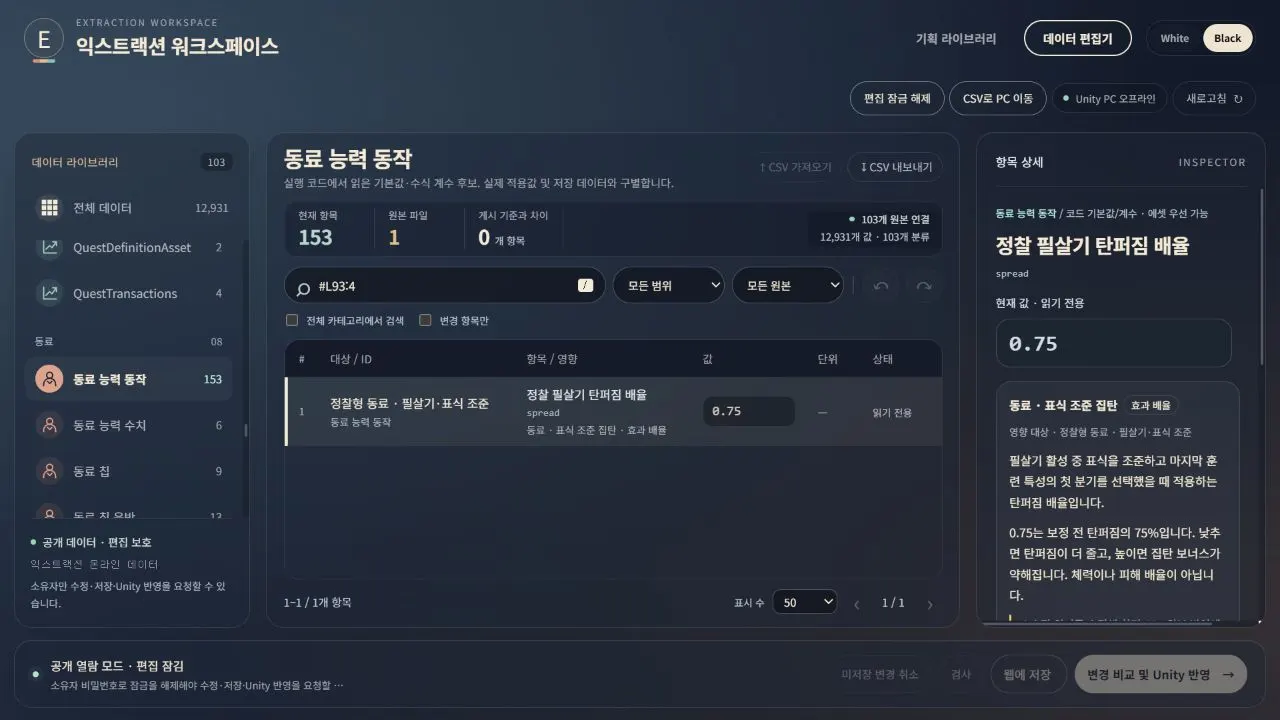 E
EXTRACTION WORKSPACE
익스트랙션 워크스페이스
기획 라이브러리
데이터 편집기
White
Black
편집 잠금 해제
CSV로 PC 이동
Unity PC 오프라인
새로고침 ↻
데이터 라이브러리
103
전체 데이터
12,931
QuestDefinitionAsset
2
QuestTransactions
4
동료
08
동료 능력 동작
153
동료 능력 수치
6
동료 칩
9
공개 데이터 · 편집 보호
익스트랙션 온라인 데이터
소유자만 수정·저장·Unity 반영을 요청할 수 있
습니다.
동료 능력 동작
실행 코드에서 읽은 기본값·수식 계수 후보. 실제 적용값 및 저장 데이터와 구별합니다.
↑ CSV 가져오기
↧ CSV 내보내기
현재 항목
153
원본 파일
1
게시 기준과 차이
0 개 항목
103개 원본 연결
12,931개 값 · 103개 분류
#L93:4
/
모든 범위
모든 원본
전체 카테고리에서 검색
변경 항목만
# 대상 / ID 항목 / 영향 값 단위 상태
1
정찰형 동료 · 필살기·표식 조준
동료 능력 동작
정찰 필살기 탄퍼짐 배율
spread
동료 · 표식 조준 집탄 · 효과 배율
0.75
—
읽기 전용
1–1 / 1개 항목
표시 수
50
‹
1 / 1
›
항목 상세
INSPECTOR
동료 능력 동작 / 코드 기본값/계수 · 에셋 우선 가능
정찰 필살기 탄퍼짐 배율
spread
현재 값 · 읽기 전용
0.75
동료 · 표식 조준 집탄
효과 배율
영향 대상 · 정찰형 동료 · 필살기·표식 조준
필살기 활성 중 표식을 조준하고 마지막 훈
련 특성의 첫 분기를 선택했을 때 적용하는
탄퍼짐 배율입니다.
0.75는 보정 전 탄퍼짐의 75%입니다. 낮추
면 탄퍼짐이 더 줄고, 높이면 집탄 보너스가
약해집니다. 체력이나 피해 배율이 아닙니
다.
공개 열람 모드 · 편집 잠김
소유자 비밀번호로 잠금을 해제해야 수정·저장·Unity 반영을 요청할 …
미저장 변경 취소
검사
웹에 저장
변경 비교 및 Unity 반영 →